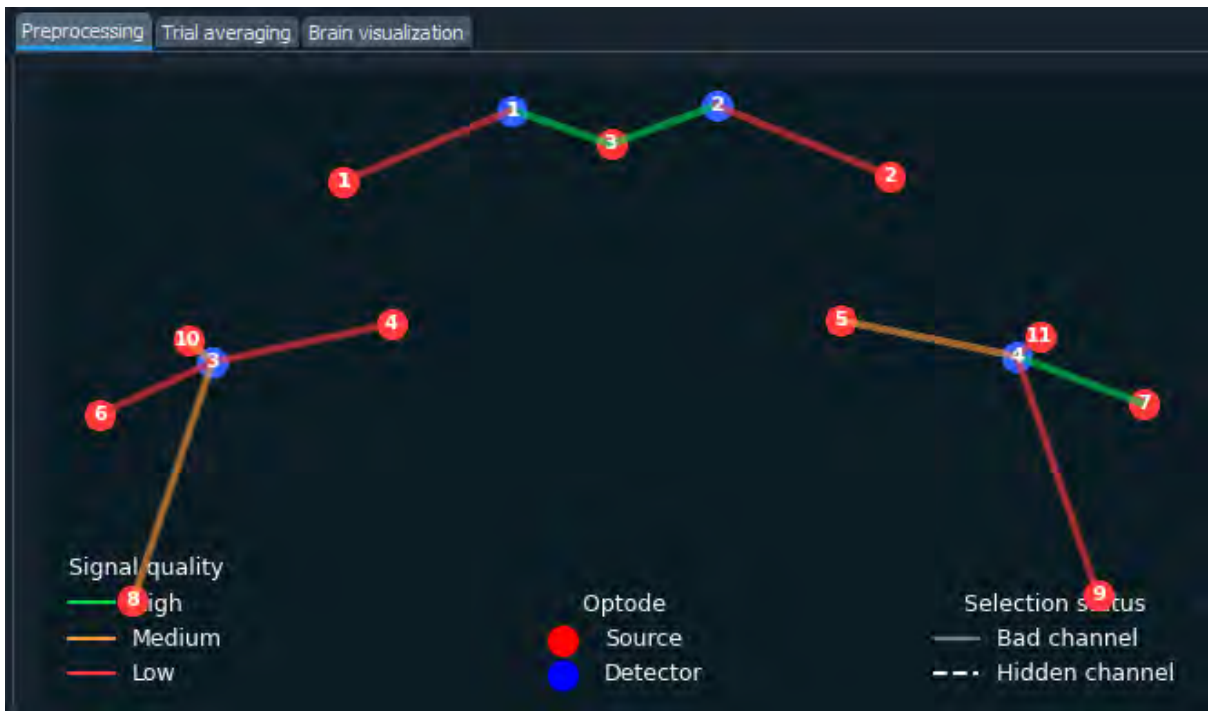 Preprocessing Trial averaging Brain visualization
1 2
3
1 2
10 4 5 11
3 4
6 7
Signal quality
8 High Optode Selection status 9
Medium Source Bad channel
Low Detector Hidden channel